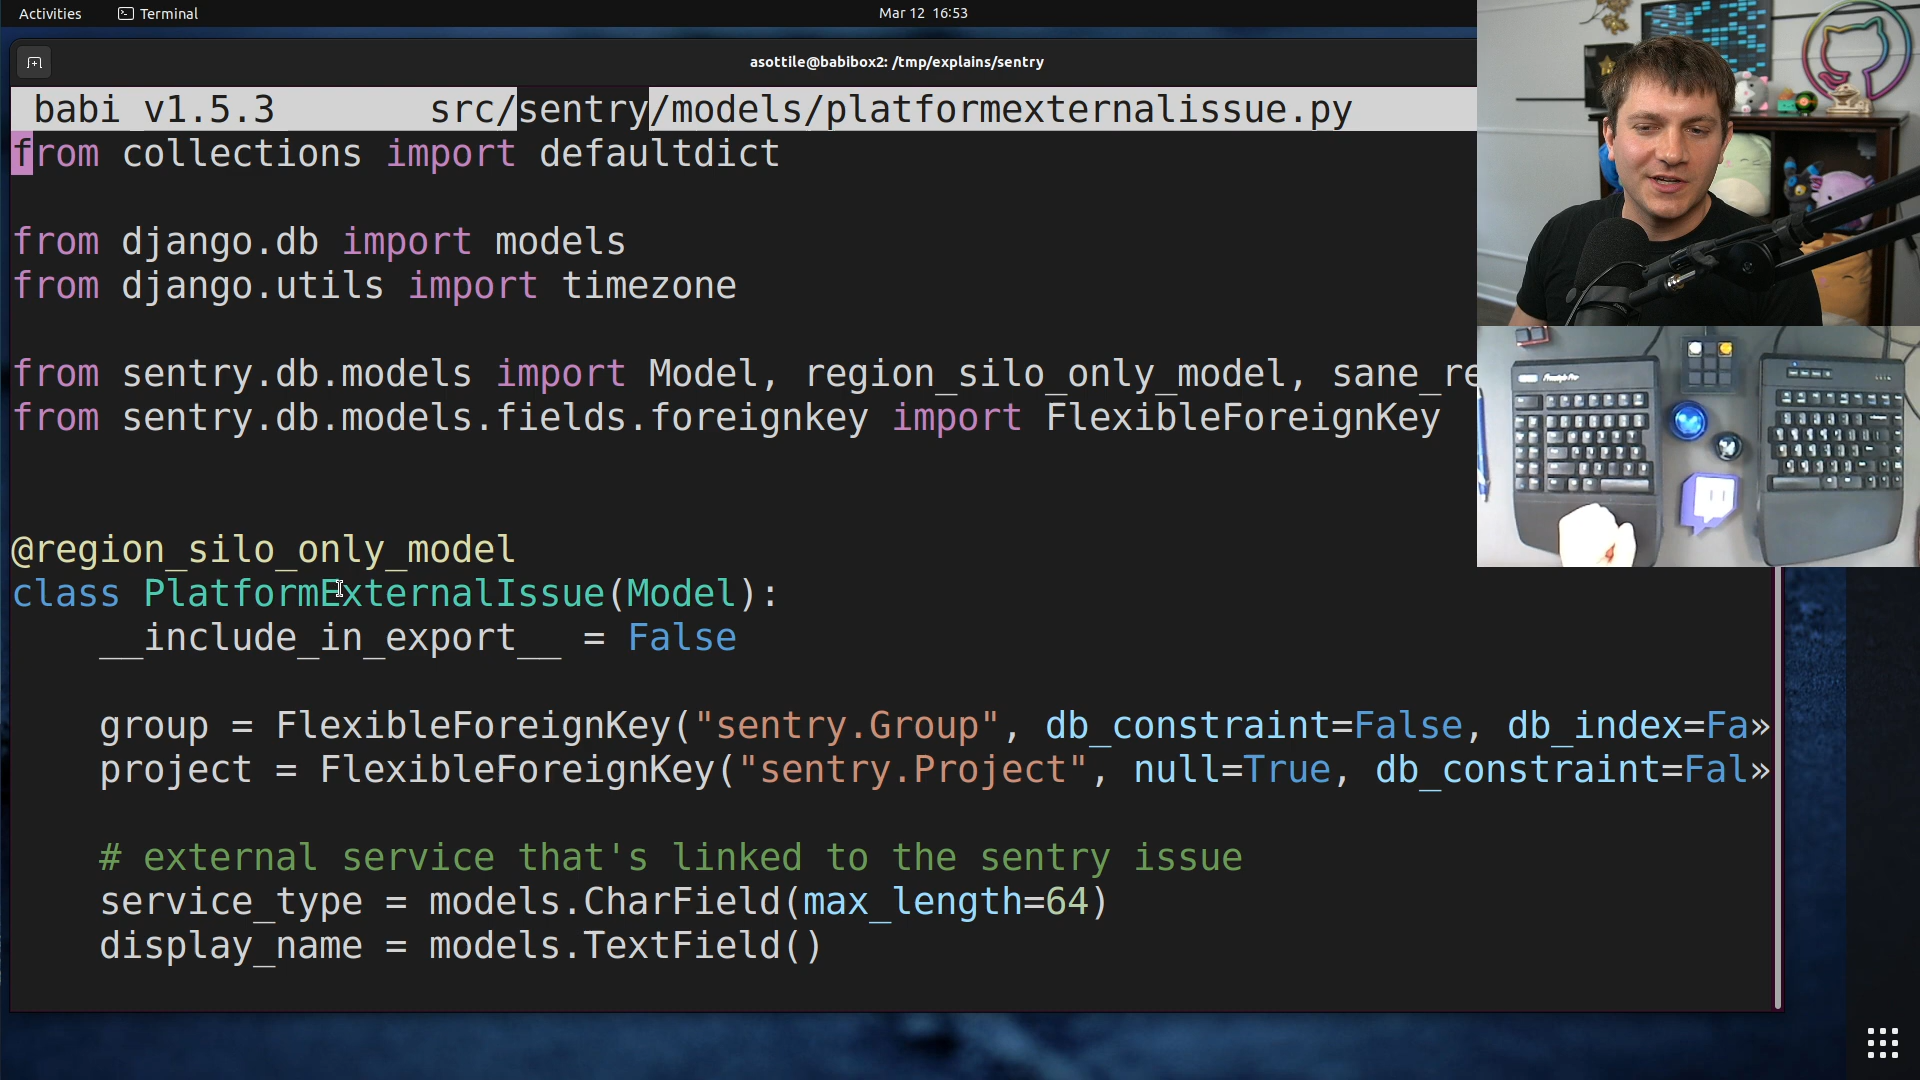 Activities
Terminal
Mar 12 16:53
asottile@babibox2: /tmp/explains/sentry
babi v1.5.3 src/sentry/models/platformexternalissue.py
from collections import defaultdict
from django.db import models
from django.utils import timezone
from sentry.db.models import Model, region_silo_only_model, sane_re
from sentry.db.models.fields.foreignkey import FlexibleForeignKey
@region_silo_only_model
class PlatformExternalIssue(Model):
__include_in_export__ = False
group = FlexibleForeignKey("sentry.Group", db_constraint=False, db_index=Fa»
project = FlexibleForeignKey("sentry.Project", null=True, db_constraint=Fal»
# external service that's linked to the sentry issue
service_type = models.CharField(max_length=64)
display_name = models.TextField()